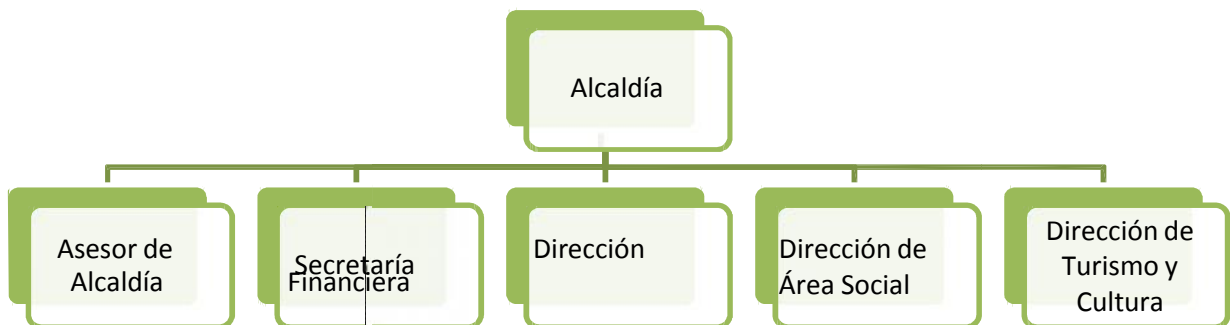 Alcaldía
Asesor de
Alcaldía
Secretaría
Financiera
Dirección
Dirección de
Área Social
Dirección de
Turismo y
Cultura